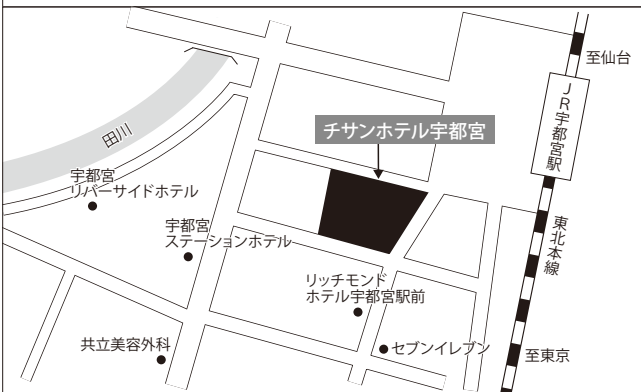 至仙台
JR宇都宮駅
チサンホテル宇都宮
田川
宇都宮
リバーサイドホテル
宇都宮
ステーションホテル
東北本線
リッチモンド
ホテル宇都宮駅前
共立美容外科
セブンイレブン
至東京